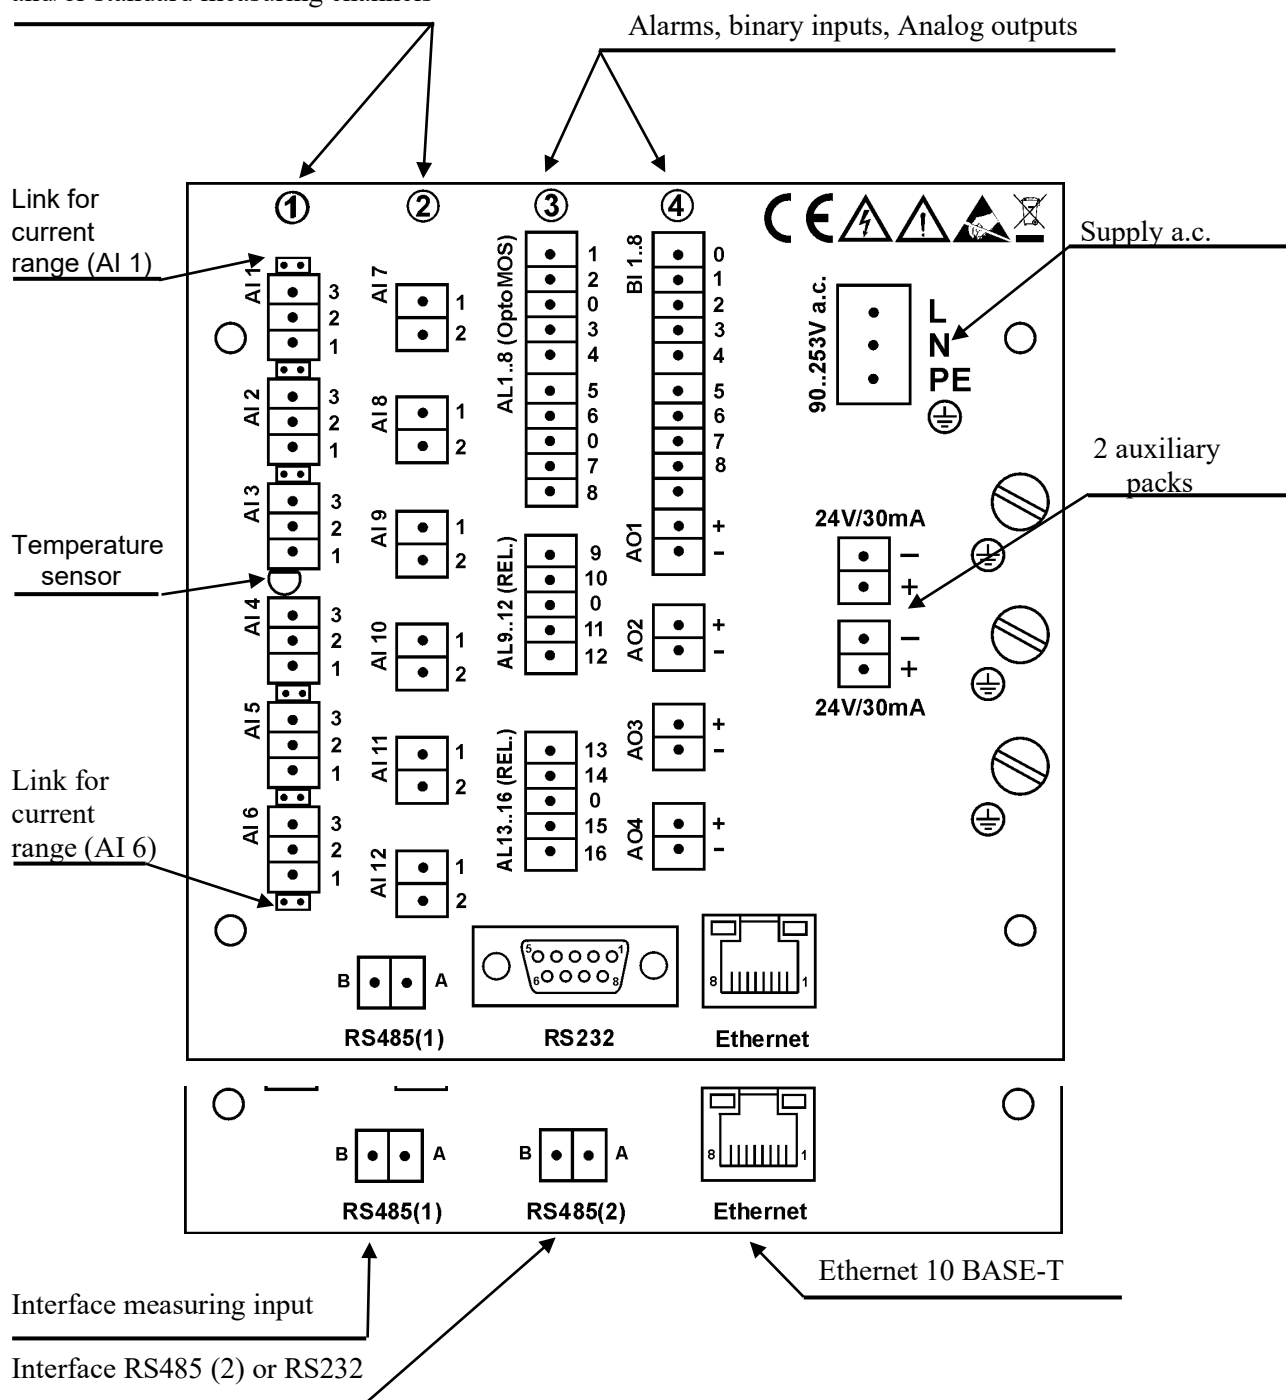 and/or standard measuring channels
Alarms, binary inputs, Analog outputs
Link for
current
range (AI 1)
1 2 3 4
CE
Supply a.c.
AI 1
3
2
1
AI 2
3
2
1
AI 3
3
2
1
Temperature
sensor
AI 4
3
2
1
AI 5
3
2
1
AI 6
3
2
1
Link for
current
range (AI 6)
AI 7
1
2
AI 8
1
2
AI 9
1
2
AI 10
1
2
AI 11
1
2
AI 12
1
2
AL1..8 (OptoMOS)
1
2
0
3
4
5
6
0
7
8
AL9..12 (REL.)
9
10
0
11
12
AL13..16 (REL.)
13
14
0
15
16
BI 1..8
0
1
2
3
4
5
6
7
8
AO1
+
-
AO2
+
-
AO3
+
-
AO4
+
-
90..253V a.c.
L
N
PE
2 auxiliary
packs
24V/30mA
-
+
-
+
24V/30mA
B A
5 1
6 8
8 1
RS485(1) RS232 Ethernet
B A B A 8 1
RS485(1) RS485(2) Ethernet
Ethernet 10 BASE-T
Interface measuring input
Interface RS485 (2) or RS232